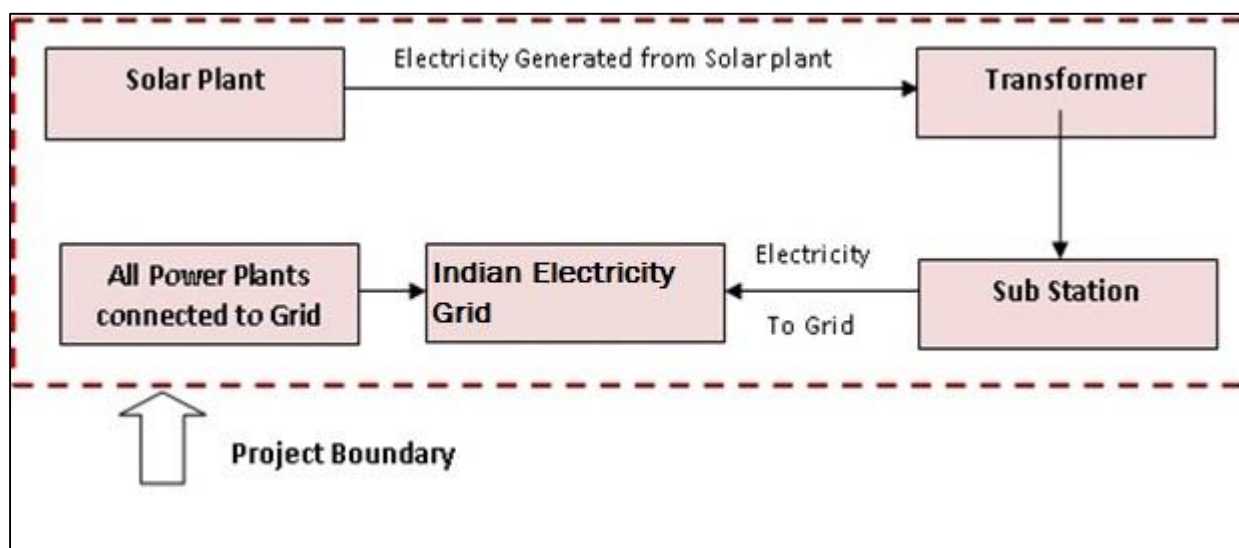 Solar Plant
Electricity Generated from Solar plant
Transformer
All Power Plants
connected to Grid
Indian Electricity
Grid
Electricity
To Grid
Sub Station
Project Boundary